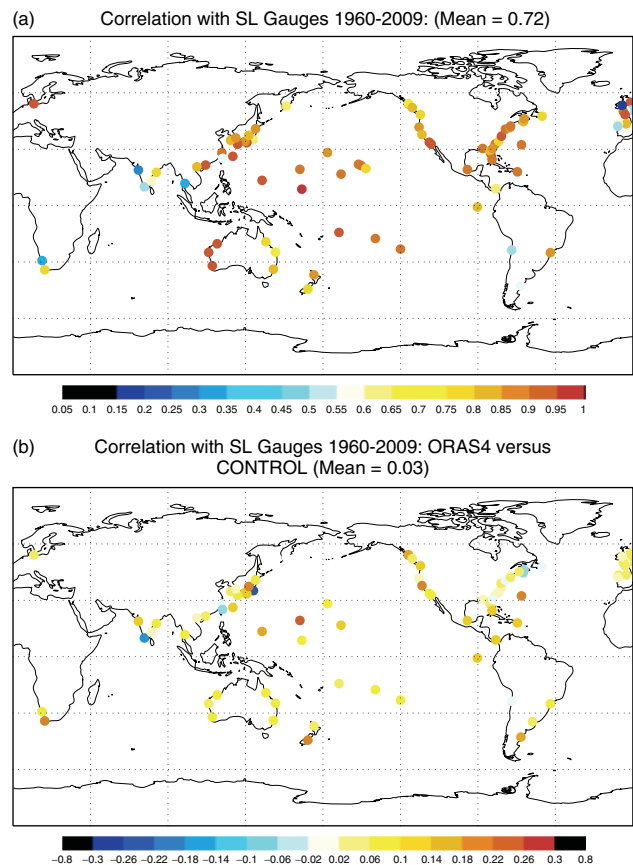 (a) Correlation with SL Gauges 1960-2009: (Mean = 0.72)
0.05 0.1 0.15 0.2 0.25 0.3 0.35 0.4 0.45 0.5 0.55 0.6 0.65 0.7 0.75 0.8 0.85 0.9 0.95 1
(b) Correlation with SL Gauges 1960-2009: ORAS4 versus
CONTROL (Mean = 0.03)
−0.8 −0.3 −0.26 −0.22 −0.18 −0.14 −0.1 −0.06 −0.02 0.02 0.06 0.1 0.14 0.18 0.22 0.26 0.3 0.8